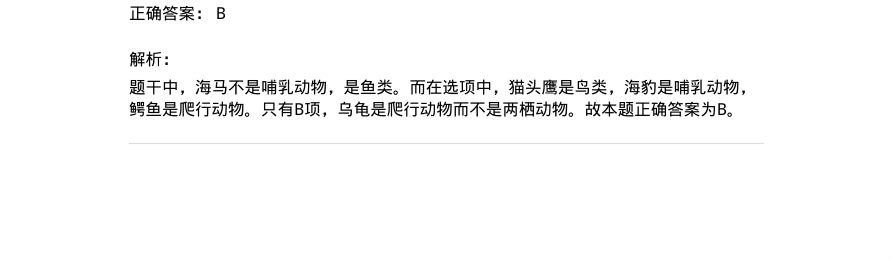 正确答案： B
解析：
题干中，海马不是哺乳动物，是鱼类。而在选项中，猫头鹰是鸟类，海豹是哺乳动物，
鳄鱼是爬行动物。只有B项，乌龟是爬行动物而不是两栖动物。故本题正确答案为B。